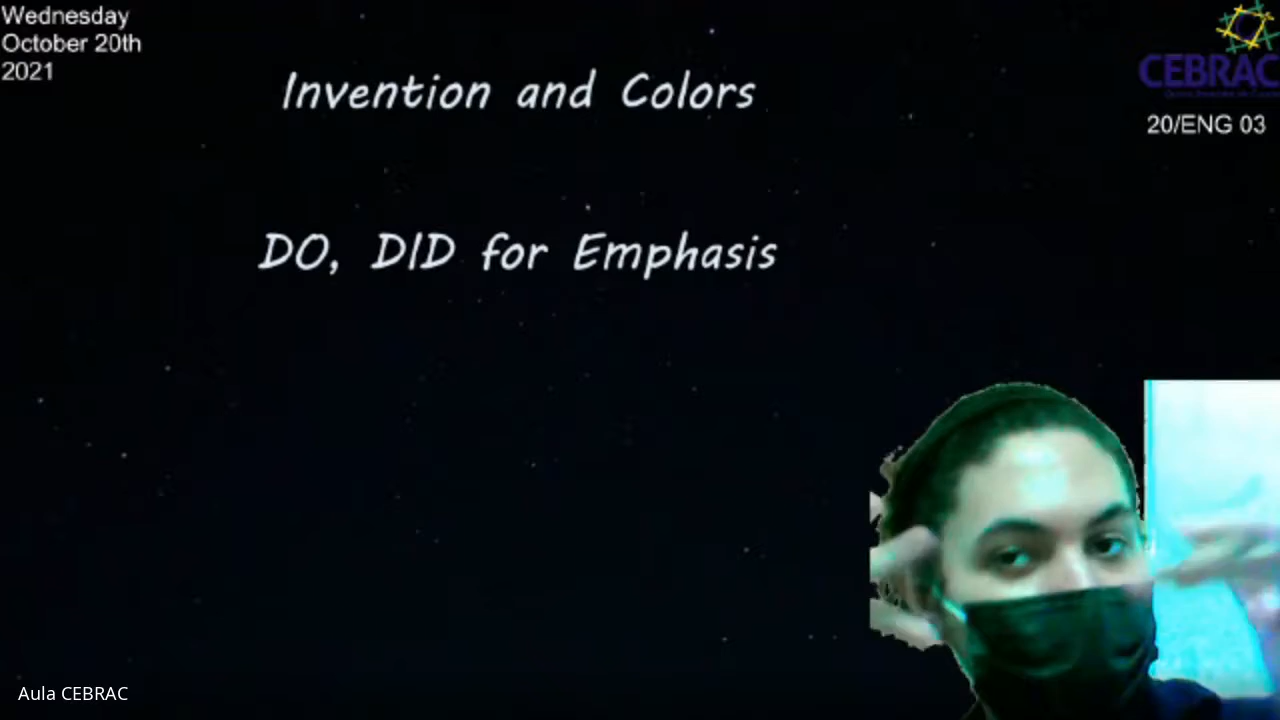 Wednesday
October 20th
2021
CEBRAC
20/ENG 03
Invention and Colors
DO, DID for Emphasis
Aula CEBRAC